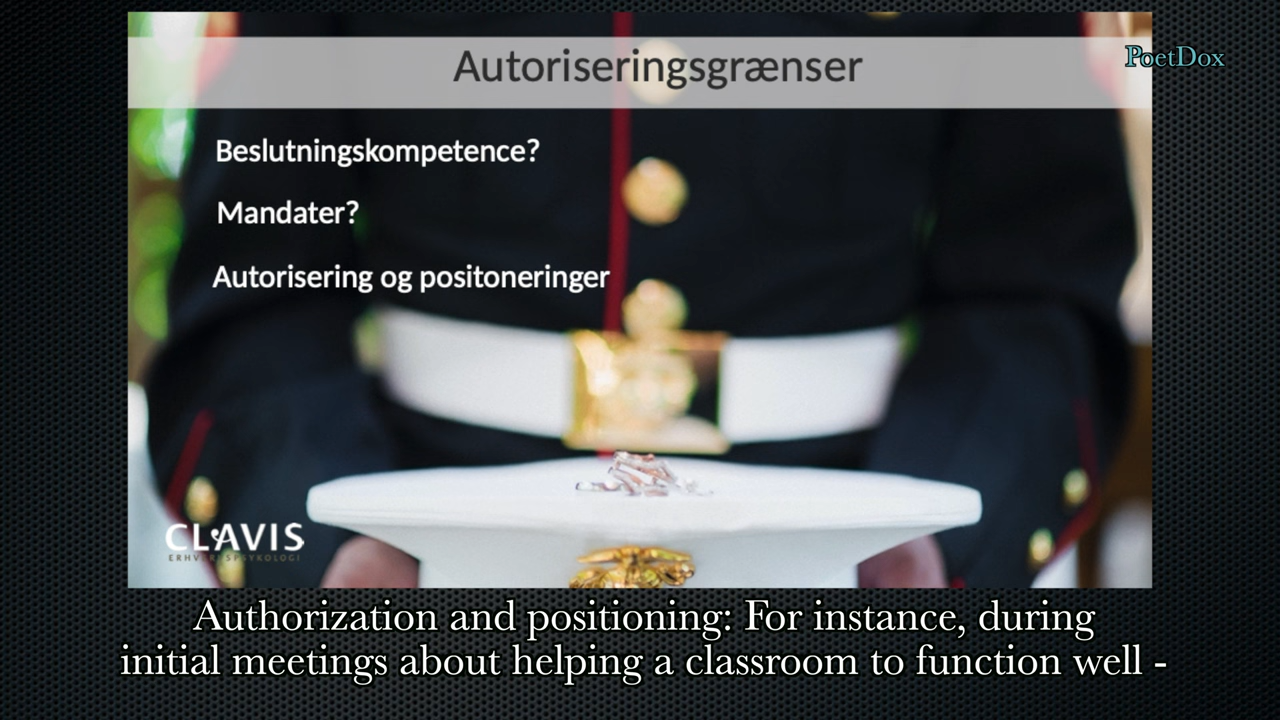 Autoriseringsgrænser
PoetDox
Beslutningskompetence?
Mandater?
Autorisering og positoneringer
CLAVIS
ERHVERVSPSYKOLOGI
Authorization and positioning: For instance, during
initial meetings about helping a classroom to function well -